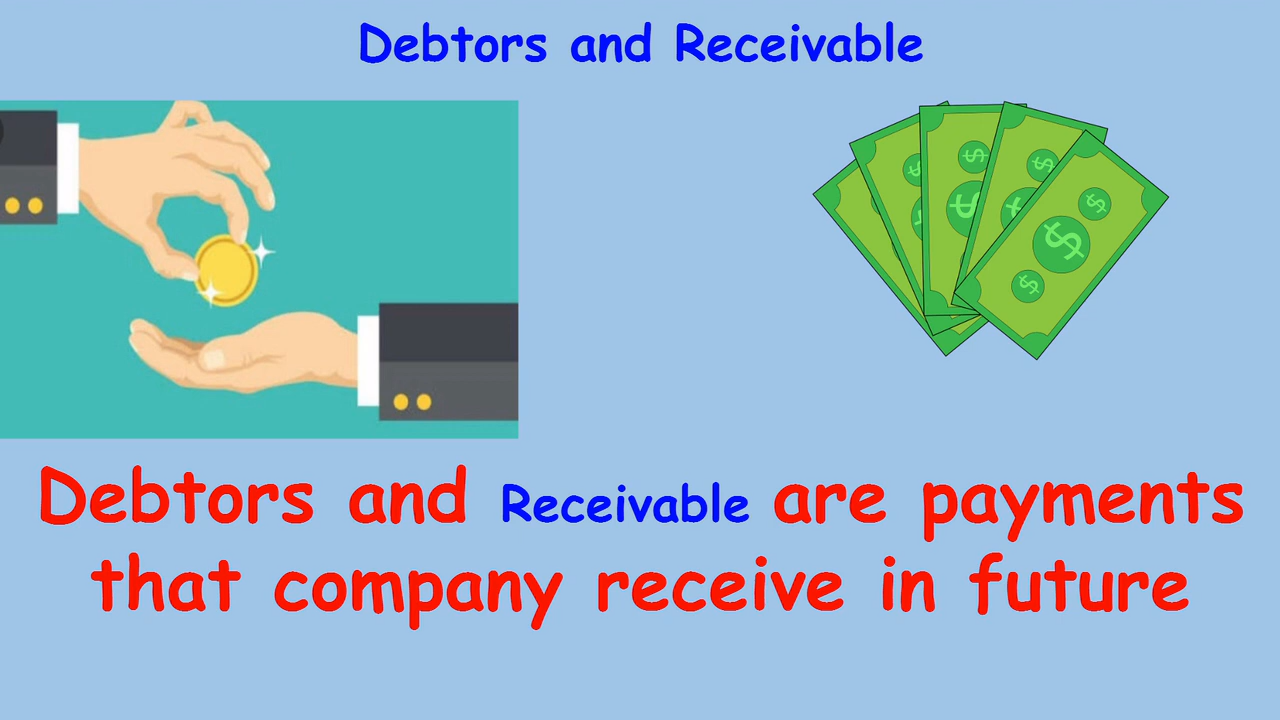 Debtors and Receivable
Debtors and Receivable are payments
that company receive in future